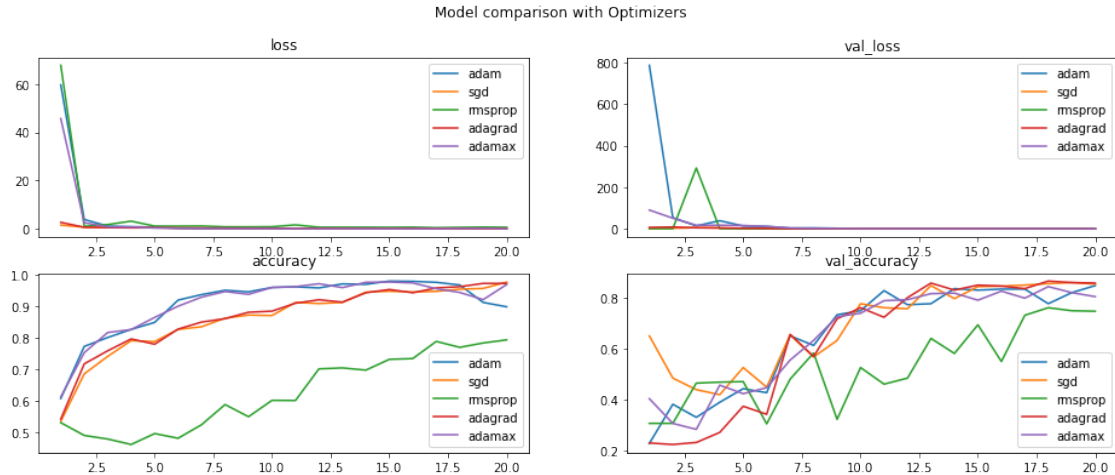 Model comparison with Optimizers
loss
60
40
20
0
2.5 5.0 7.5 10.0 12.5 15.0 17.5 20.0
adam
sgd
rmsprop
adagrad
adamax
val_loss
800
600
400
200
0
2.5 5.0 7.5 10.0 12.5 15.0 17.5 20.0
adam
sgd
rmsprop
adagrad
adamax
accuracy
1.0
0.9
0.8
0.7
0.6
0.5
2.5 5.0 7.5 10.0 12.5 15.0 17.5 20.0
adam
sgd
rmsprop
adagrad
adamax
val_accuracy
0.8
0.6
0.4
0.2
2.5 5.0 7.5 10.0 12.5 15.0 17.5 20.0
adam
sgd
rmsprop
adagrad
adamax